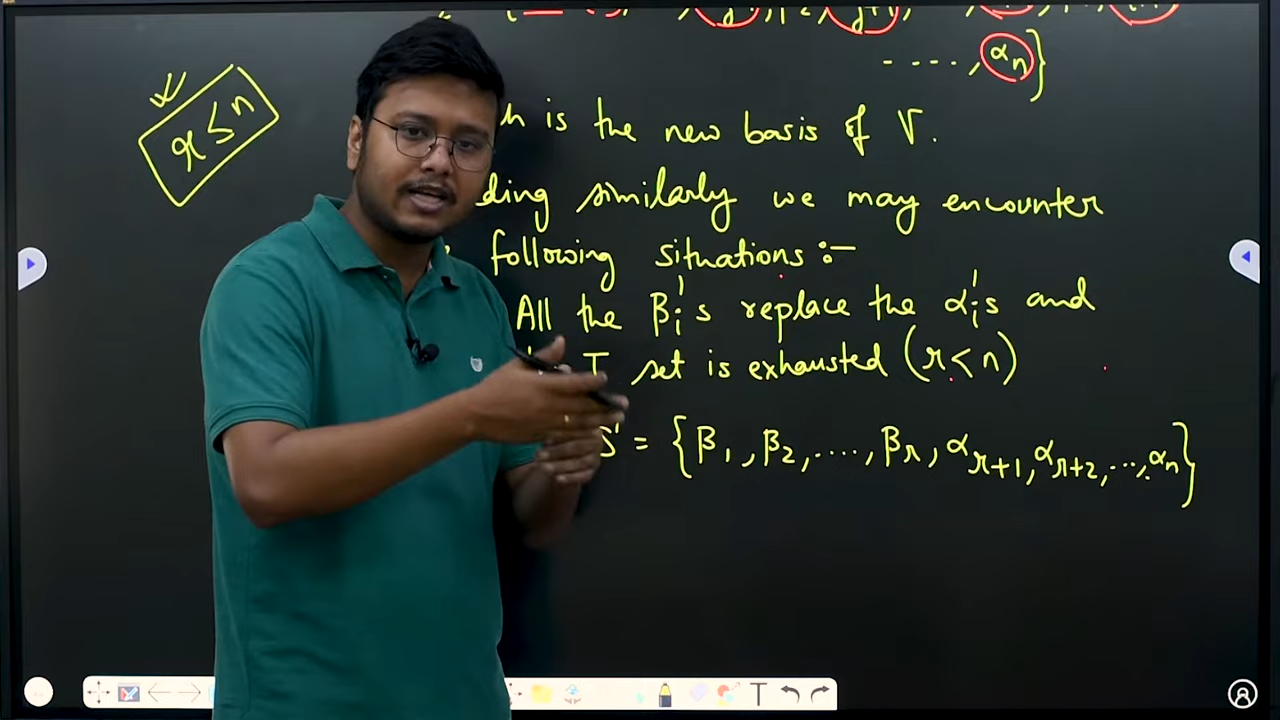 ...., αₙ}
r ≤ n
is the new basis of V.
similarly we may encounter
following situations :-
All the βᵢ's replace the αᵢ's and
T set is exhausted (r < n)
S' = {β₁, β₂, ...., βᵣ, αᵣ₊₁, αᵣ₊₂, ..., αₙ}
T